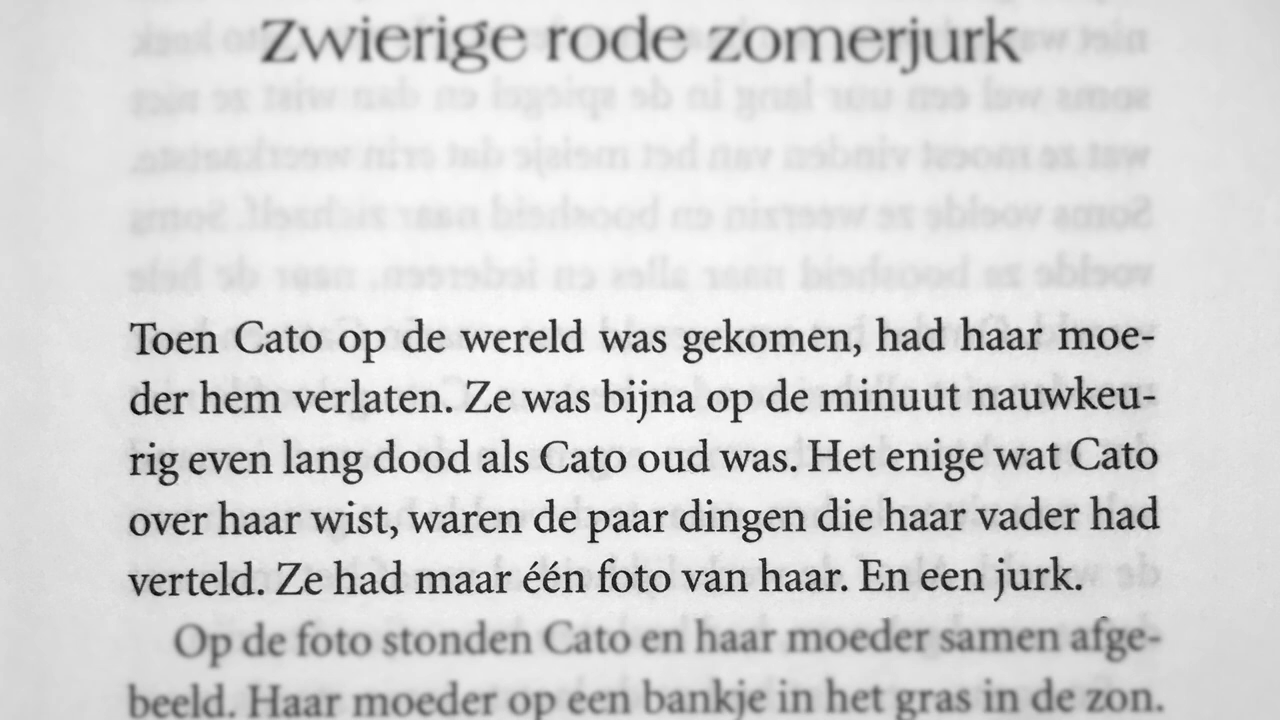 Zwierige rode zomerjurk
Toen Cato op de wereld was gekomen, had haar moe-
der hem verlaten. Ze was bijna op de minuut nauwkeu-
rig even lang dood als Cato oud was. Het enige wat Cato
over haar wist, waren de paar dingen die haar vader had
verteld. Ze had maar één foto van haar. En een jurk.
Op de foto stonden Cato en haar moeder samen afge-
beeld. Haar moeder op een bankje in het gras in de zon.